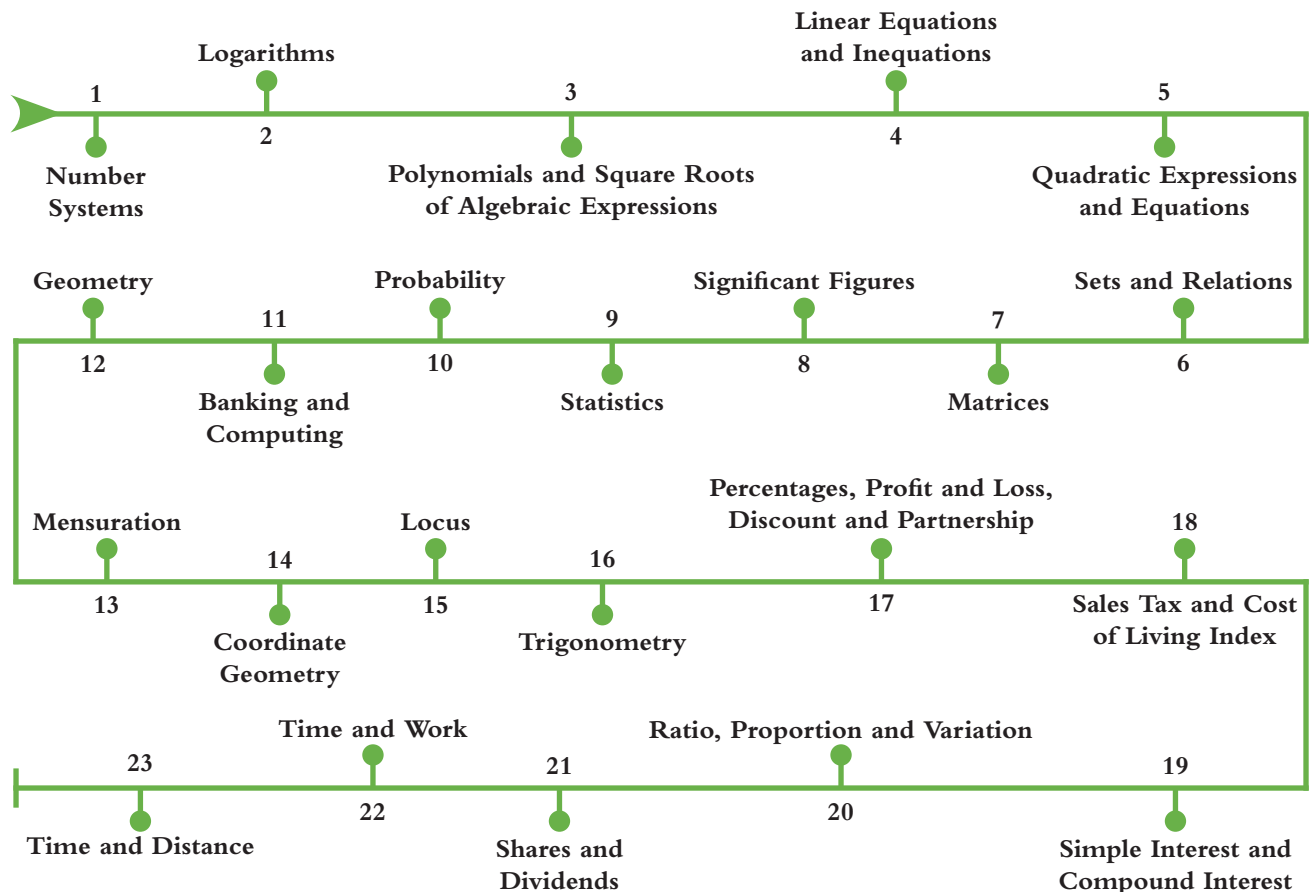 1
Number
Systems
Logarithms
2
3
Polynomials and Square Roots
of Algebraic Expressions
Linear Equations
and Inequations
4
5
Quadratic Expressions
and Equations
Sets and Relations
6
7
Matrices
Significant Figures
8
9
Statistics
Probability
10
11
Banking and
Computing
Geometry
12
Mensuration
13
14
Coordinate
Geometry
Locus
15
16
Trigonometry
Percentages, Profit and Loss,
Discount and Partnership
17
18
Sales Tax and Cost
of Living Index
19
Simple Interest and
Compound Interest
Ratio, Proportion and Variation
20
21
Shares and
Dividends
Time and Work
22
23
Time and Distance